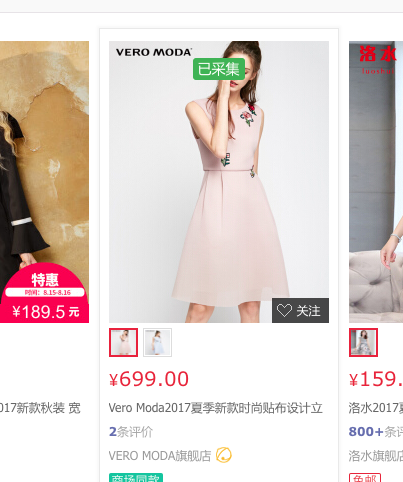 VERO MODA
已采集
洛水
特惠
时间：8.15-8.16
¥189.5元
关注
¥699.00
¥159.
2017新款秋装 宽
Vero Moda2017夏季新款时尚贴布设计立
洛水2017夏
2条评价
800+条评
VERO MODA旗舰店
洛水旗舰店
商场同款
免邮